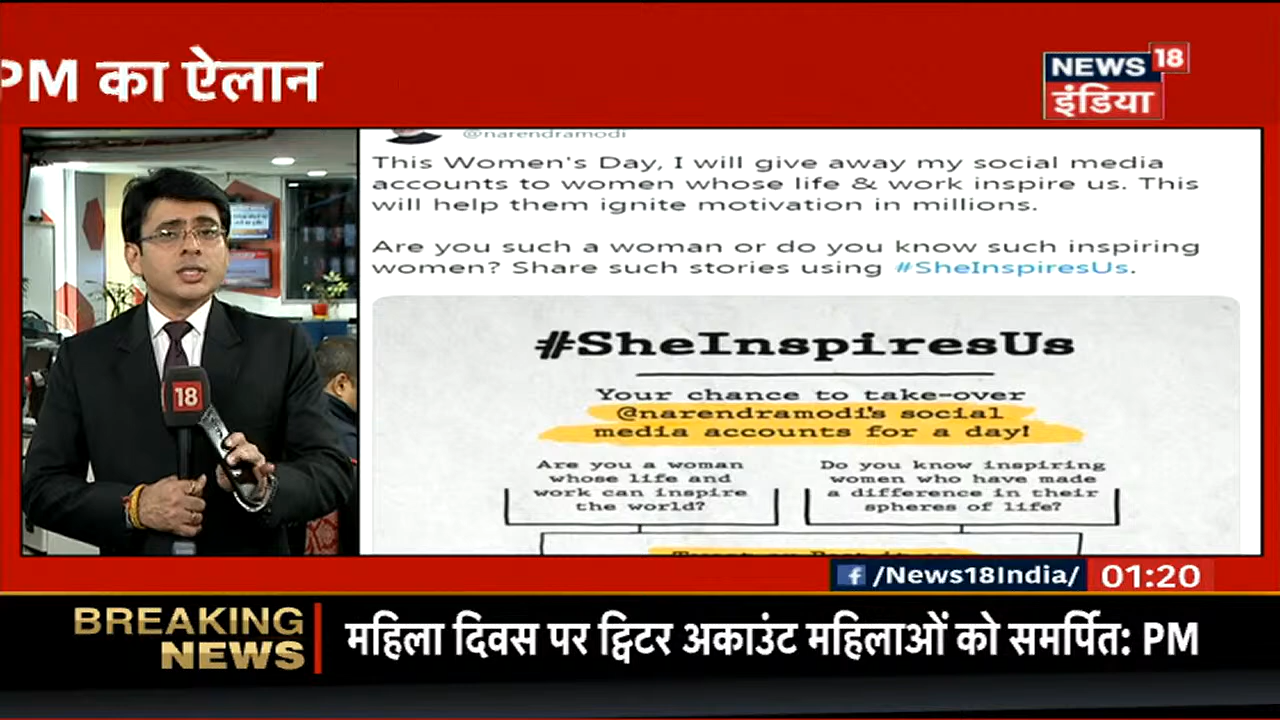 PM का ऐलान
NEWS 18
इंडिया
@narendramodi
This Women's Day, I will give away my social media
accounts to women whose life & work inspire us. This
will help them ignite motivation in millions.
Are you such a woman or do you know such inspiring
women? Share such stories using #SheInspiresUs.
#SheInspiresUs
Your chance to take-over
@narendramodi's social
media accounts for a day!
Are you a woman
whose life and
work can inspire
the world?
Do you know inspiring
women who have made
a difference in their
spheres of life?
18
/News18India/
01:20
BREAKING
NEWS
महिला दिवस पर ट्विटर अकाउंट महिलाओं को समर्पित: PM